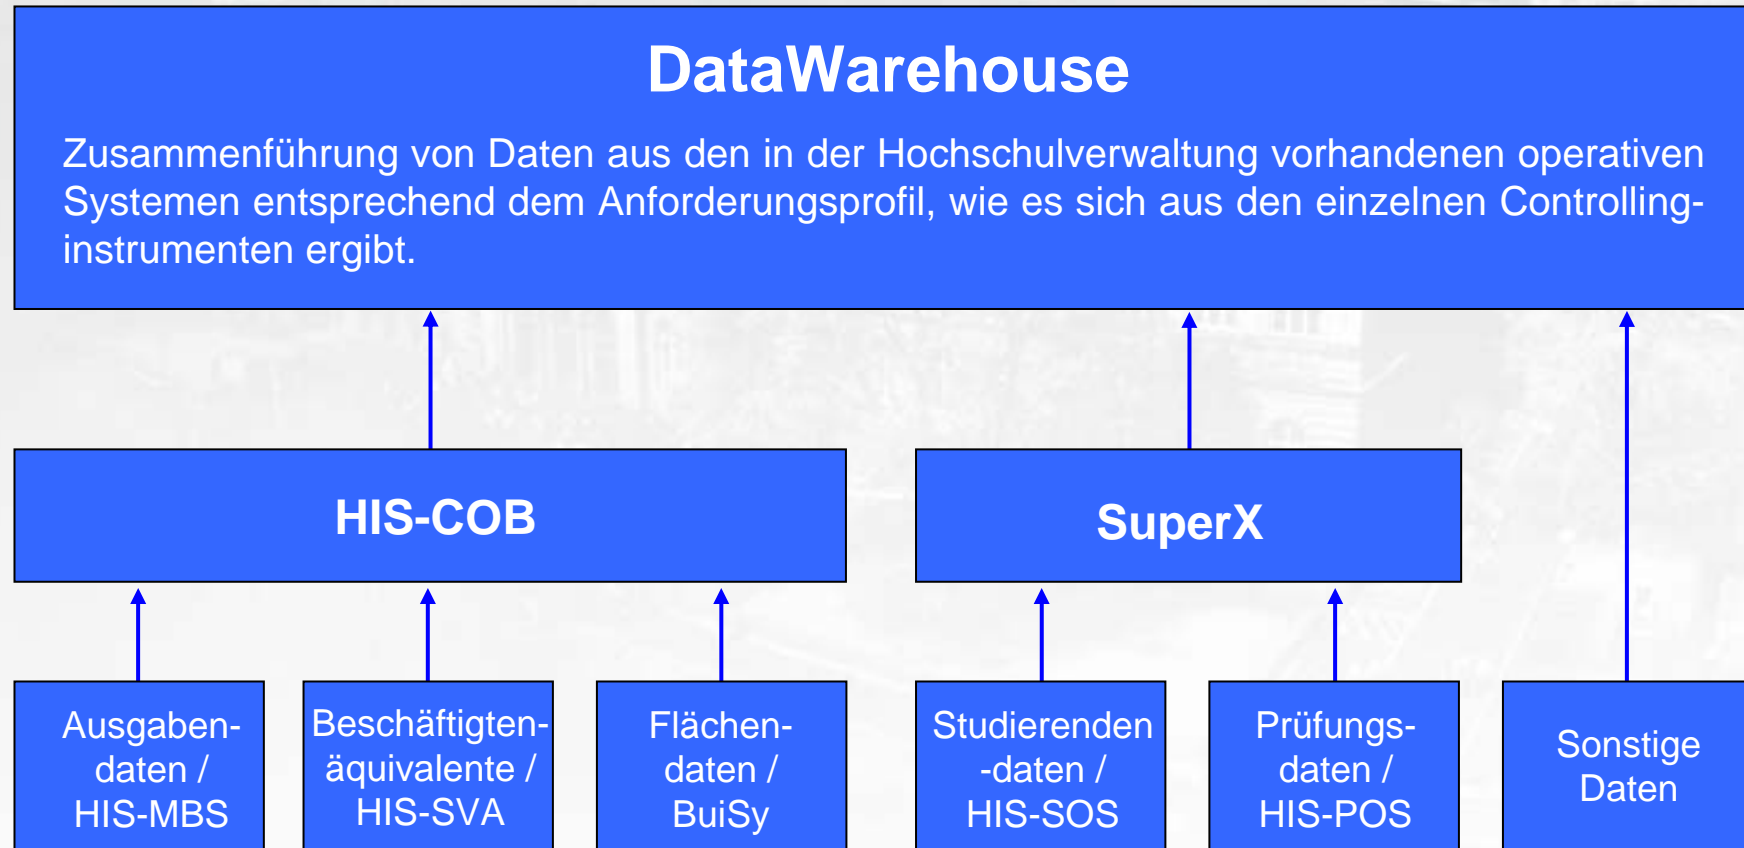 DataWarehouse
Zusammenführung von Daten aus den in der Hochschulverwaltung vorhandenen operativen
Systemen entsprechend dem Anforderungsprofil, wie es sich aus den einzelnen Controlling-
instrumenten ergibt.
HIS-COB
SuperX
Ausgaben-
daten /
HIS-MBS
Beschäftigten-
äquivalente /
HIS-SVA
Flächen-
daten /
BuiSy
Studierenden
-daten /
HIS-SOS
Prüfungs-
daten /
HIS-POS
Sonstige
Daten